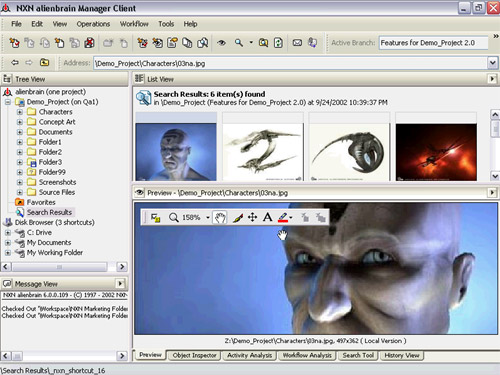 NXN alienbrain Manager Client
File Edit View Operations Workflow Tools Help
Active Branch: Features for Demo_Project 2.0
Address: \Demo_Project\Characters\03na.jpg
Tree View
alienbrain (one project)
Demo_Project (on Qa1)
Characters
Concept Art
Documents
Folder1
Folder2
Folder3
Folder99
Screenshots
Source Files
Favorites
Search Results
Disk Browser (3 shortcuts)
C: Drive
My Documents
My Working Folder
Message View
NXN alienbrain 6.0.0.109 - (C) 1997 - 2002 NXN
Checked Out "\Workspace\NXN Marketing Folder
Checked Out "\Workspace\NXN Marketing Folder
List View
Search Results: 6 item(s) found
in \Demo_Project (Features for Demo_Project 2.0) at 9/24/2002 10:39:37 PM
Preview - \Demo_Project\Characters\03na.jpg
158%
A
Z:\Demo_Project\Characters\03na.jpg, 497x362 ( Local Version )
Preview Object Inspector Activity Analysis Workflow Analysis Search Tool History View
\Search Results\_nxn_shortcut_16